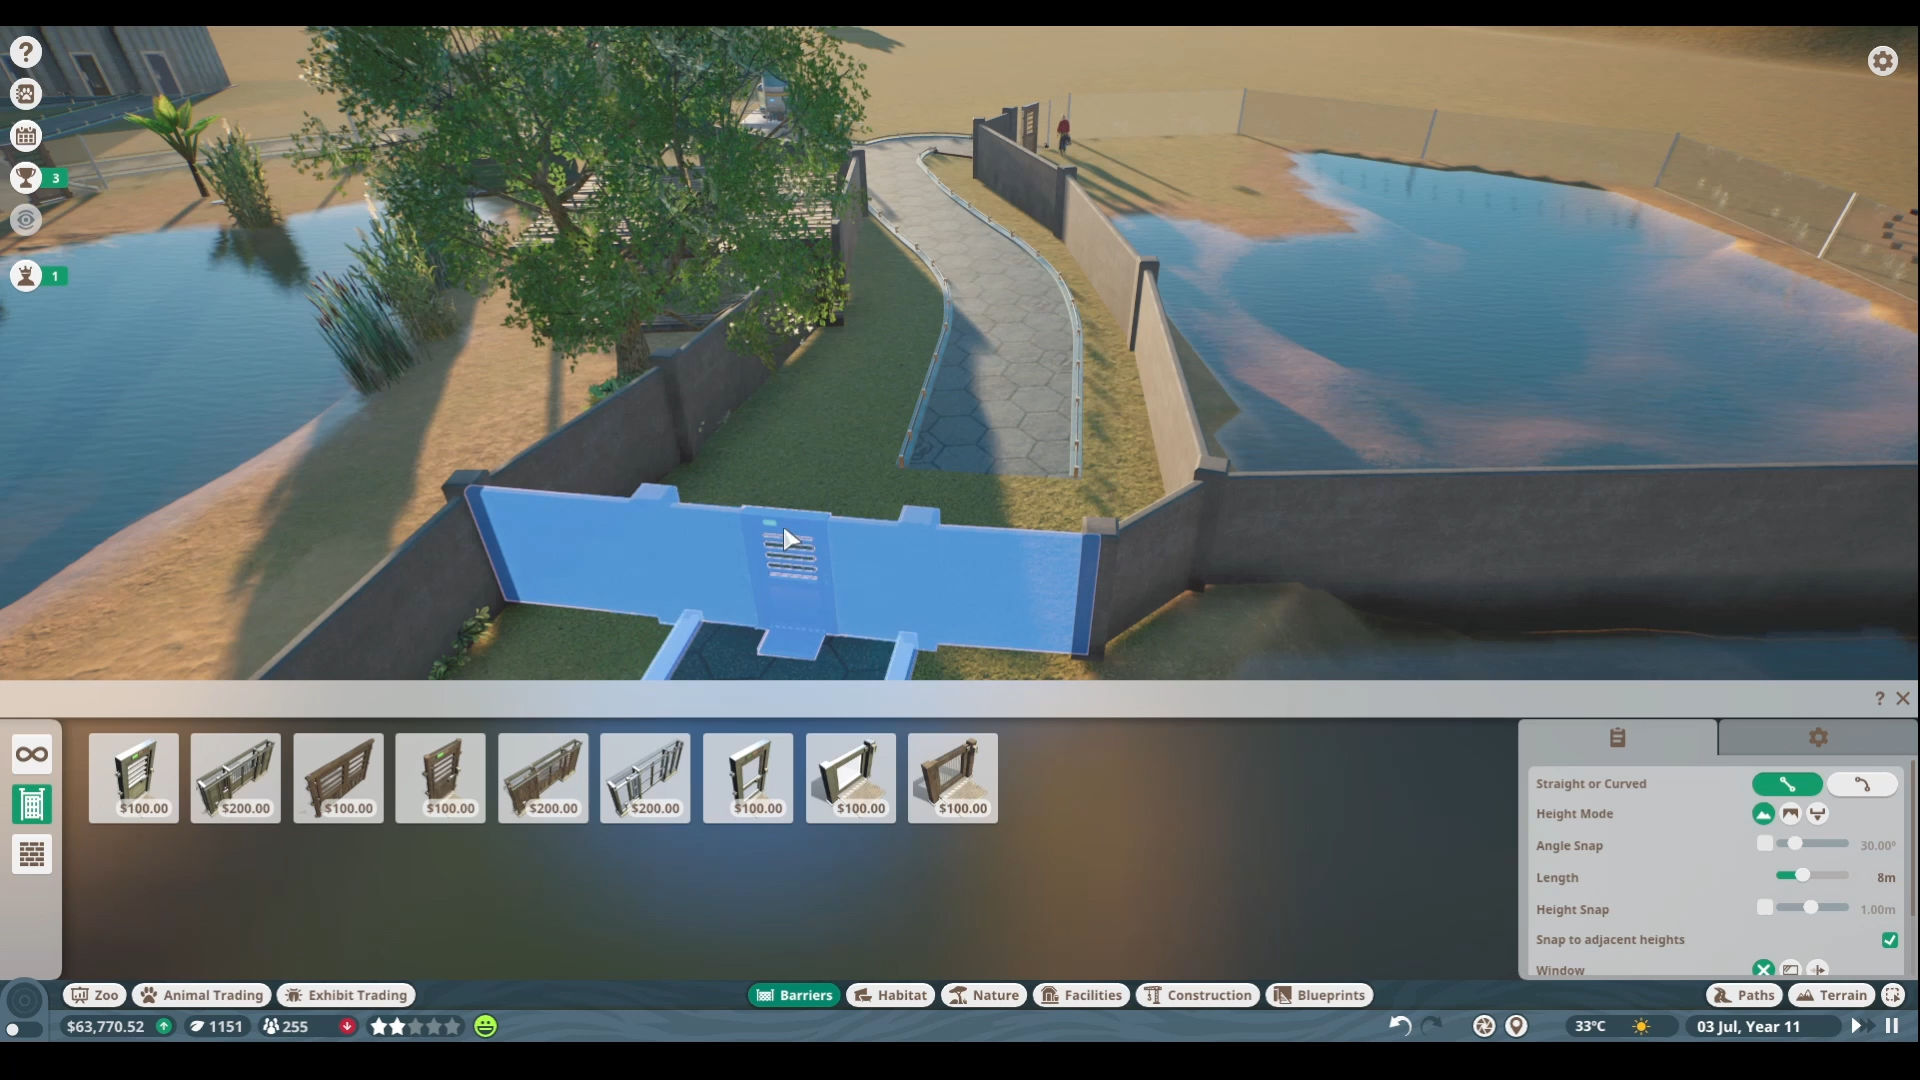 ?
3
1
? ×
$100.00 $200.00 $100.00 $100.00 $200.00 $200.00 $100.00 $100.00 $100.00
Straight or Curved
Height Mode
Angle Snap 30.00°
Length 8m
Height Snap 1.00m
Snap to adjacent heights
Window
Zoo Animal Trading Exhibit Trading Barriers Habitat Nature Facilities Construction Blueprints Paths Terrain
$63,770.52 1151 255 33°C 03 Jul, Year 11